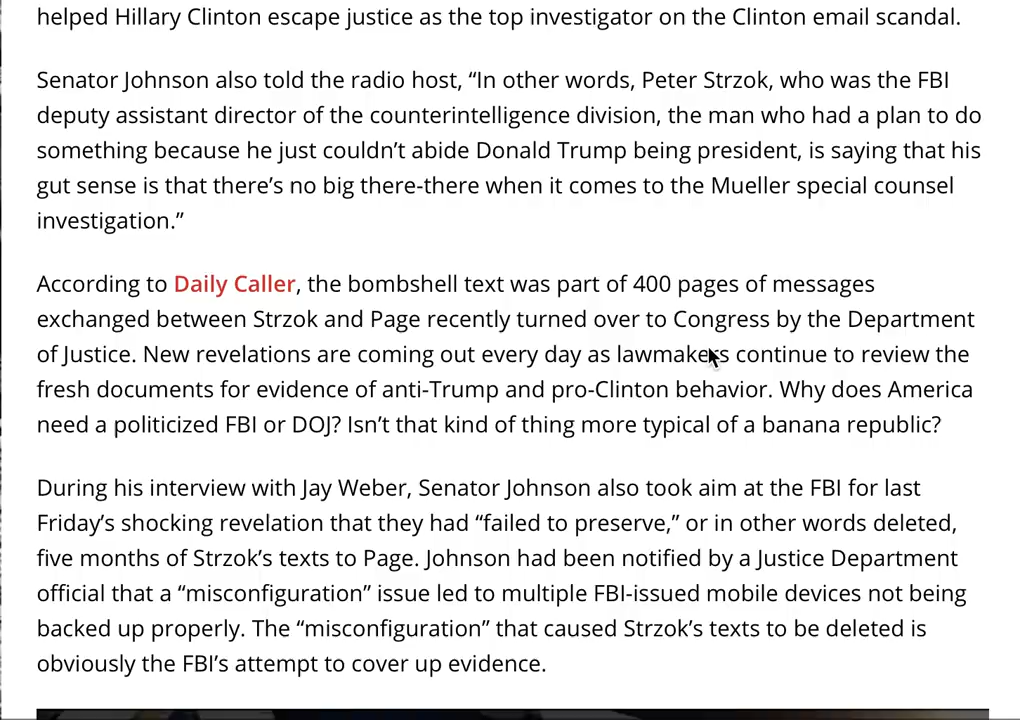 helped Hillary Clinton escape justice as the top investigator on the Clinton email scandal.
Senator Johnson also told the radio host, “In other words, Peter Strzok, who was the FBI
deputy assistant director of the counterintelligence division, the man who had a plan to do
something because he just couldn’t abide Donald Trump being president, is saying that his
gut sense is that there’s no big there-there when it comes to the Mueller special counsel
investigation.”
According to Daily Caller, the bombshell text was part of 400 pages of messages
exchanged between Strzok and Page recently turned over to Congress by the Department
of Justice. New revelations are coming out every day as lawmakers continue to review the
fresh documents for evidence of anti-Trump and pro-Clinton behavior. Why does America
need a politicized FBI or DOJ? Isn’t that kind of thing more typical of a banana republic?
During his interview with Jay Weber, Senator Johnson also took aim at the FBI for last
Friday’s shocking revelation that they had “failed to preserve,” or in other words deleted,
five months of Strzok’s texts to Page. Johnson had been notified by a Justice Department
official that a “misconfiguration” issue led to multiple FBI-issued mobile devices not being
backed up properly. The “misconfiguration” that caused Strzok’s texts to be deleted is
obviously the FBI’s attempt to cover up evidence.